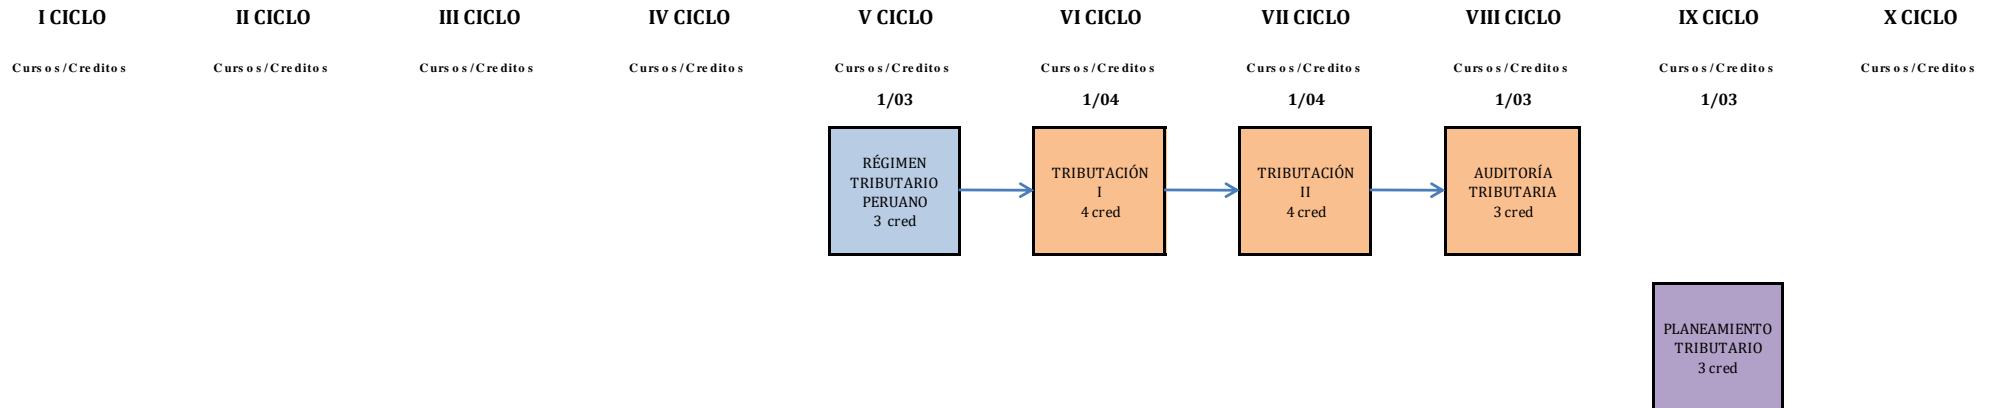 I CICLO II CICLO III CICLO IV CICLO V CICLO VI CICLO VII CICLO VIII CICLO IX CICLO X CICLO
Cursos/Creditos Cursos/Creditos Cursos/Creditos Cursos/Creditos Cursos/Creditos Cursos/Creditos Cursos/Creditos Cursos/Creditos Cursos/Creditos Cursos/Creditos
1/03 1/04 1/04 1/03 1/03
RÉGIMEN
TRIBUTARIO
PERUANO
3 cred
TRIBUTACIÓN
I
4 cred
TRIBUTACIÓN
II
4 cred
AUDITORÍA
TRIBUTARIA
3 cred
PLANEAMIENTO
TRIBUTARIO
3 cred